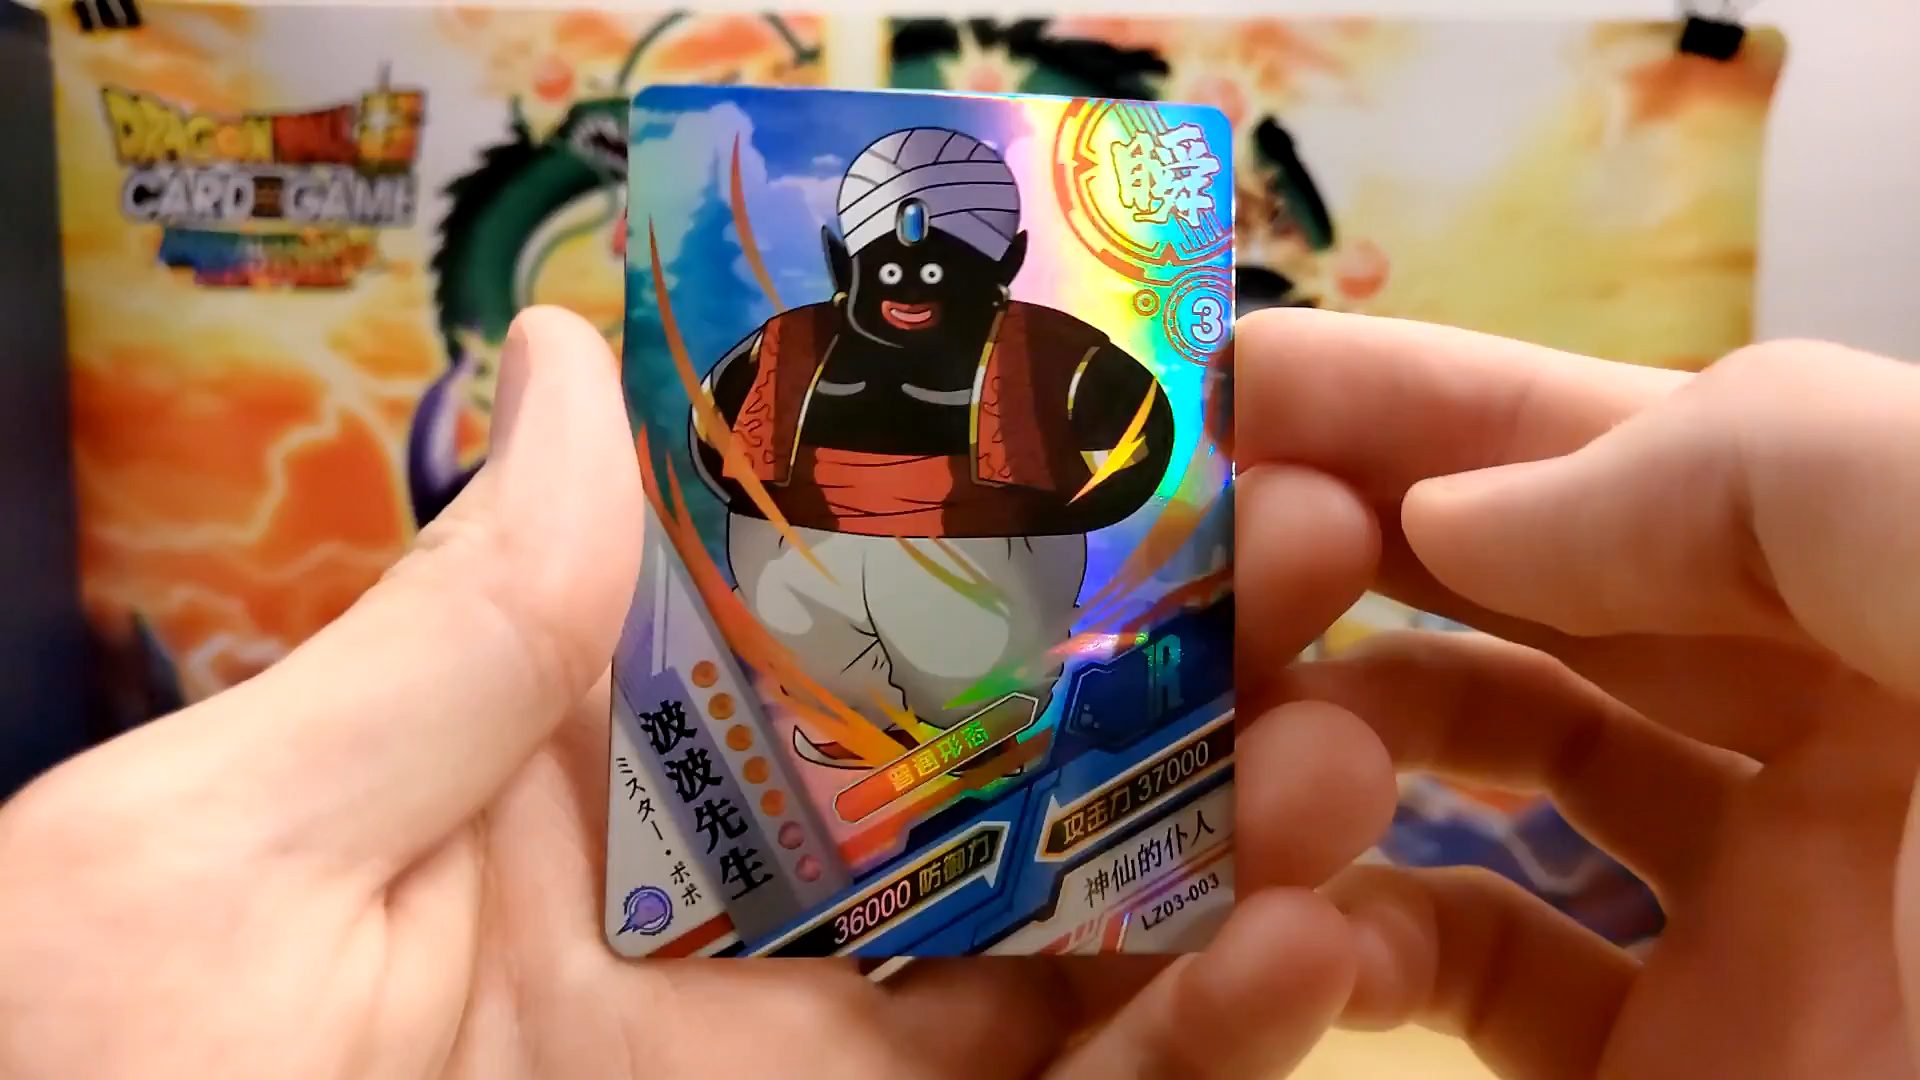 DRAGON BALL
CARD GAME
瞬
3
R
普通形态
波波先生
ミスター・ポポ
攻击力 37000
36000 防御力
神仙的仆人
LZ03-003